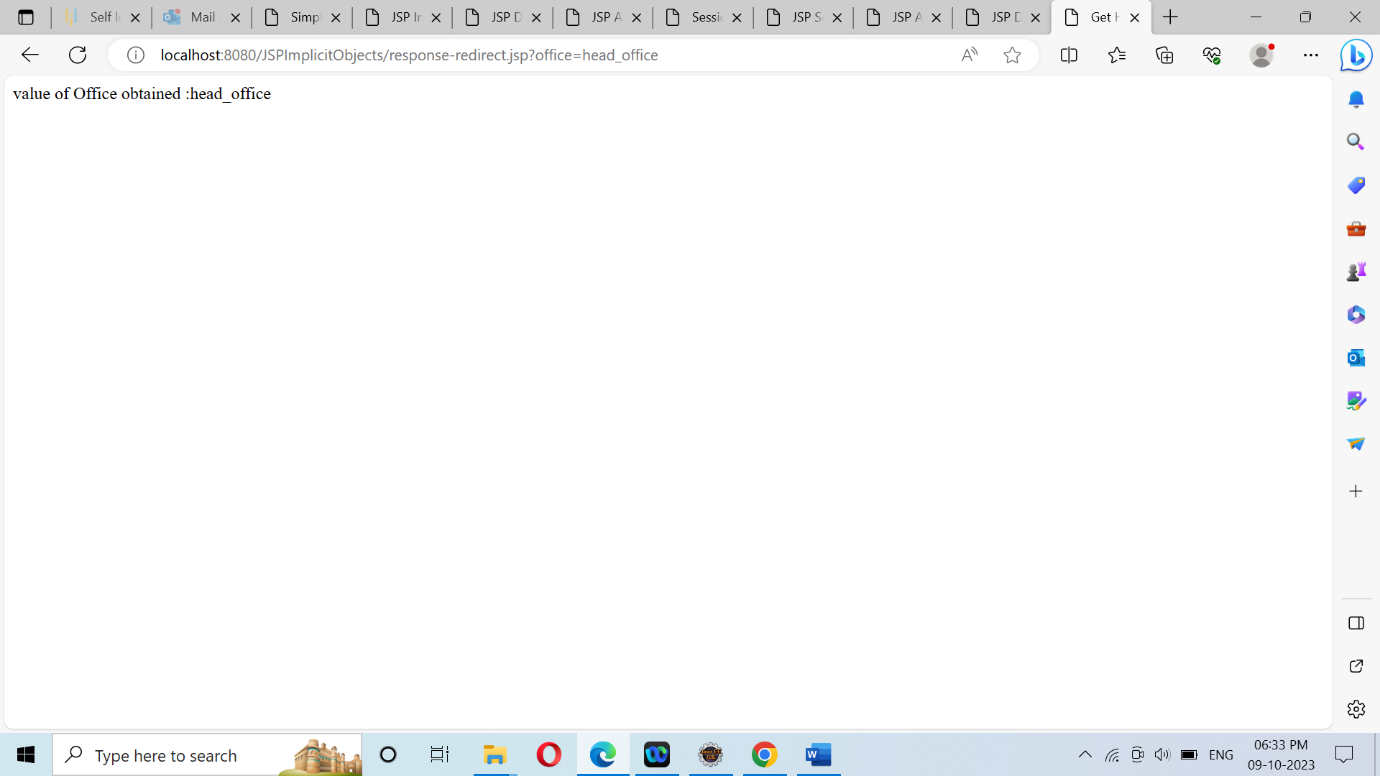 Self l
Mail
Simp
JSP Ir
JSP D
JSP A
Sessi
JSP S
JSP A
JSP D
Get H
localhost:8080/JSPImplicitObjects/response-redirect.jsp?office=head_office
value of Office obtained :head_office
Type here to search
ENG
06:33 PM
09-10-2023